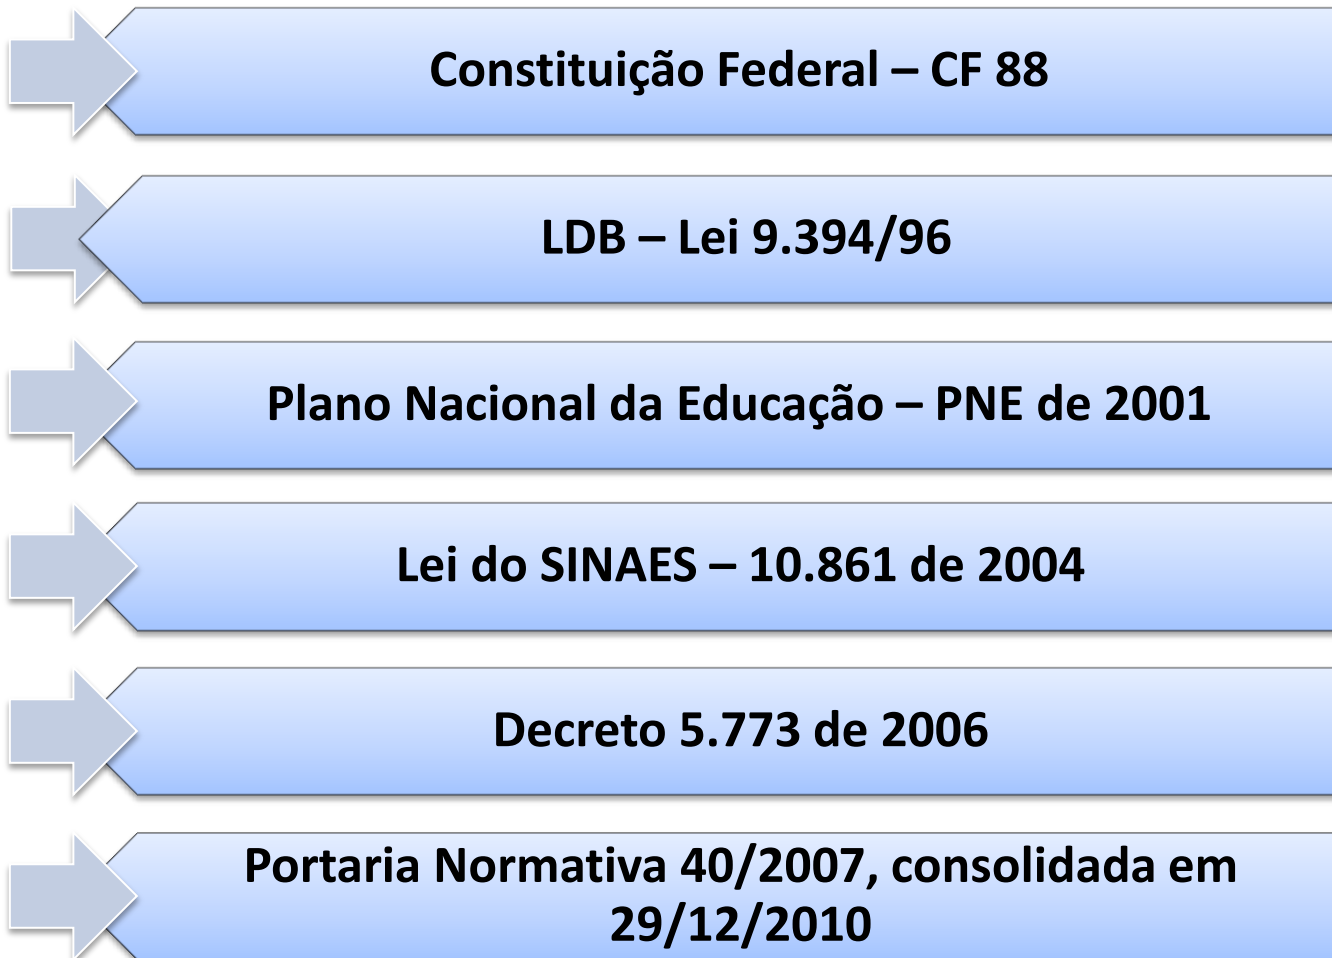 Constituição Federal – CF 88
LDB – Lei 9.394/96
Plano Nacional da Educação – PNE de 2001
Lei do SINAES – 10.861 de 2004
Decreto 5.773 de 2006
Portaria Normativa 40/2007, consolidada em
29/12/2010